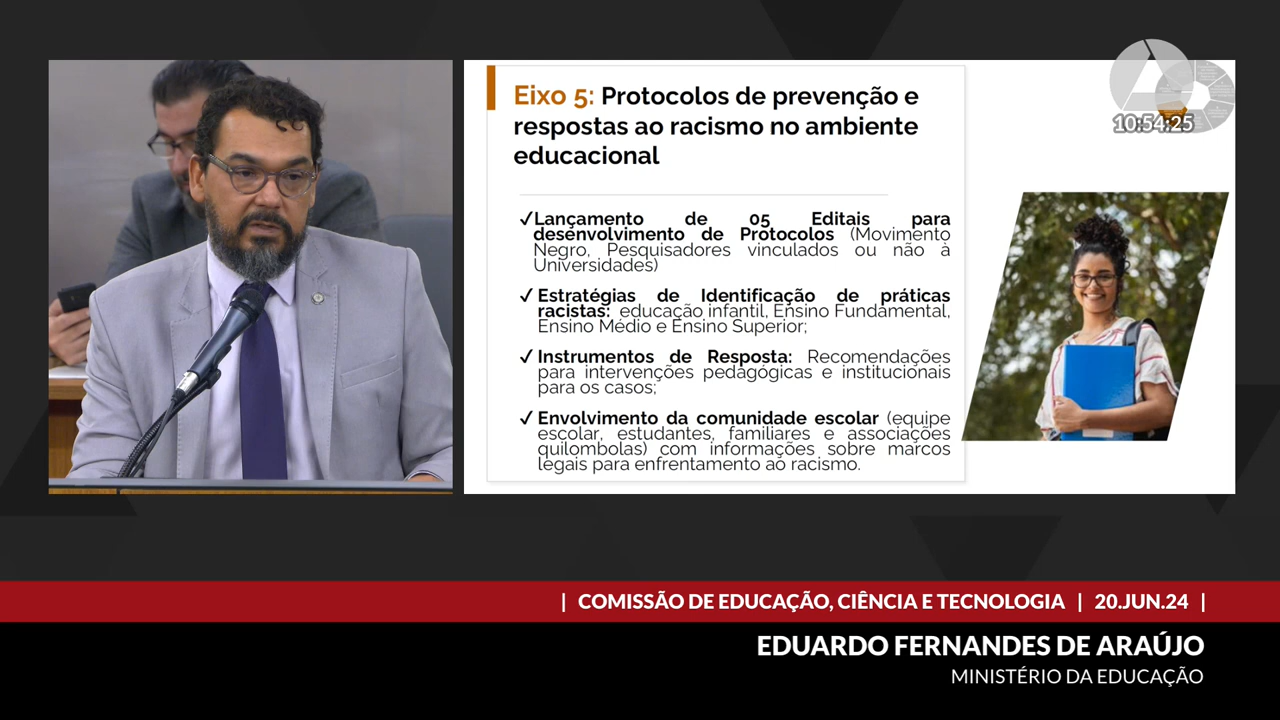 Eixo 5: Protocolos de prevenção e
respostas ao racismo no ambiente
educacional
10:54:25
✓Lançamento de 05 Editais para
desenvolvimento de Protocolos (Movimento
Negro, Pesquisadores vinculados ou não à
Universidades)
✓ Estratégias de Identificação de práticas
racistas: educação infantil, Ensino Fundamental,
Ensino Médio e Ensino Superior;
✓ Instrumentos de Resposta: Recomendações
para intervenções pedagógicas e institucionais
para os casos;
✓ Envolvimento da comunidade escolar (equipe
escolar, estudantes, familiares e associações
quilombolas) com informações sobre marcos
legais para enfrentamento ao racismo.
| COMISSÃO DE EDUCAÇÃO, CIÊNCIA E TECNOLOGIA | 20.JUN.24 |
EDUARDO FERNANDES DE ARAÚJO
MINISTÉRIO DA EDUCAÇÃO